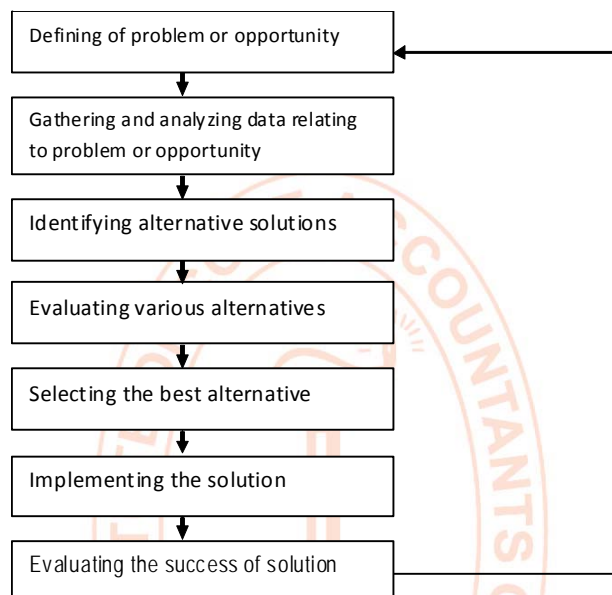 Defining of problem or opportunity
Gathering and analyzing data relating
to problem or opportunity
Identifying alternative solutions
Evaluating various alternatives
Selecting the best alternative
Implementing the solution
Evaluating the success of solution
ACCOUNTANTS